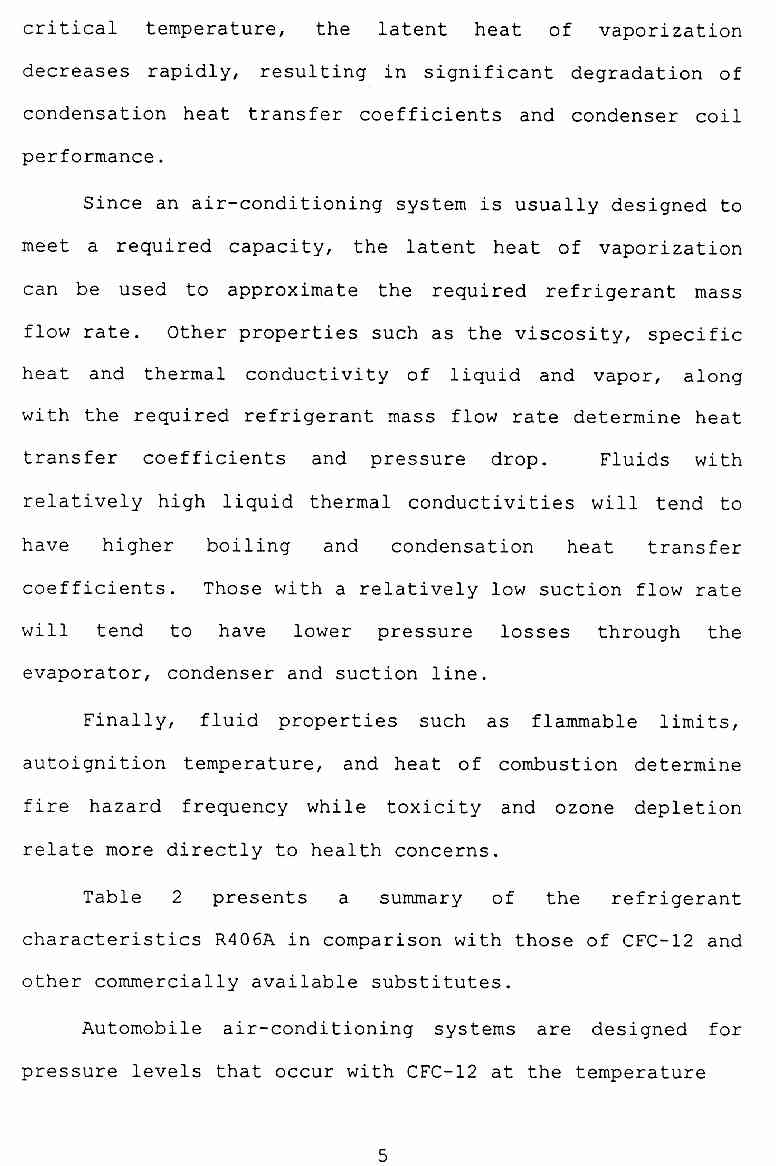 critical temperature, the latent heat of vaporization
decreases rapidly, resulting in significant degradation of
condensation heat transfer coefficients and condenser coil
performance.
Since an air-conditioning system is usually designed to
meet a required capacity, the latent heat of vaporization
can be used to approximate the required refrigerant mass
flow rate. Other properties such as the viscosity, specific
heat and thermal conductivity of liquid and vapor, along
with the required refrigerant mass flow rate determine heat
transfer coefficients and pressure drop. Fluids with
relatively high liquid thermal conductivities will tend to
have higher boiling and condensation heat transfer
coefficients. Those with a relatively low suction flow rate
will tend to have lower pressure losses through the
evaporator, condenser and suction line.
Finally, fluid properties such as flammable limits,
autoignition temperature, and heat of combustion determine
fire hazard frequency while toxicity and ozone depletion
relate more directly to health concerns.
Table 2 presents a summary of the refrigerant
characteristics R406A in comparison with those of CFC-12 and
other commercially available substitutes.
Automobile air-conditioning systems are designed for
pressure levels that occur with CFC-12 at the temperature
5